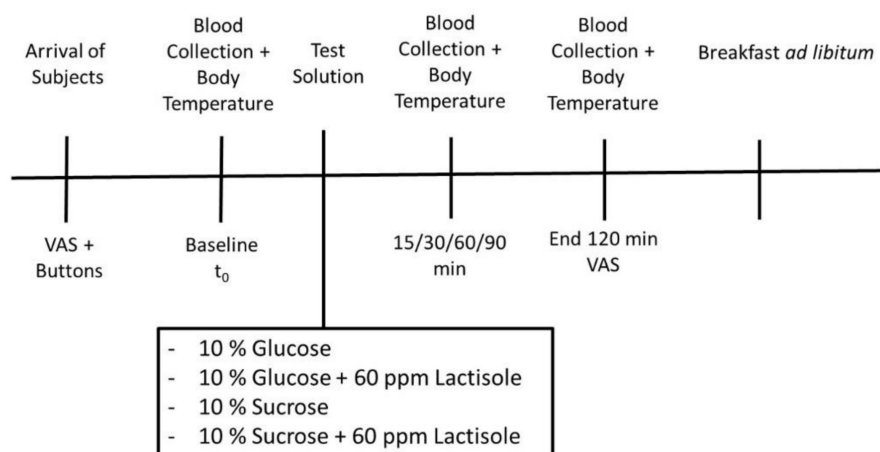 Arrival of
Subjects
Blood
Collection +
Body
Temperature
Test
Solution
Blood
Collection +
Body
Temperature
Blood
Collection +
Body
Temperature
Breakfast ad libitum
VAS +
Buttons
Baseline
t0
15/30/60/90
min
End 120 min
VAS
- 10 % Glucose
- 10 % Glucose + 60 ppm Lactisole
- 10 % Sucrose
- 10 % Sucrose + 60 ppm Lactisole